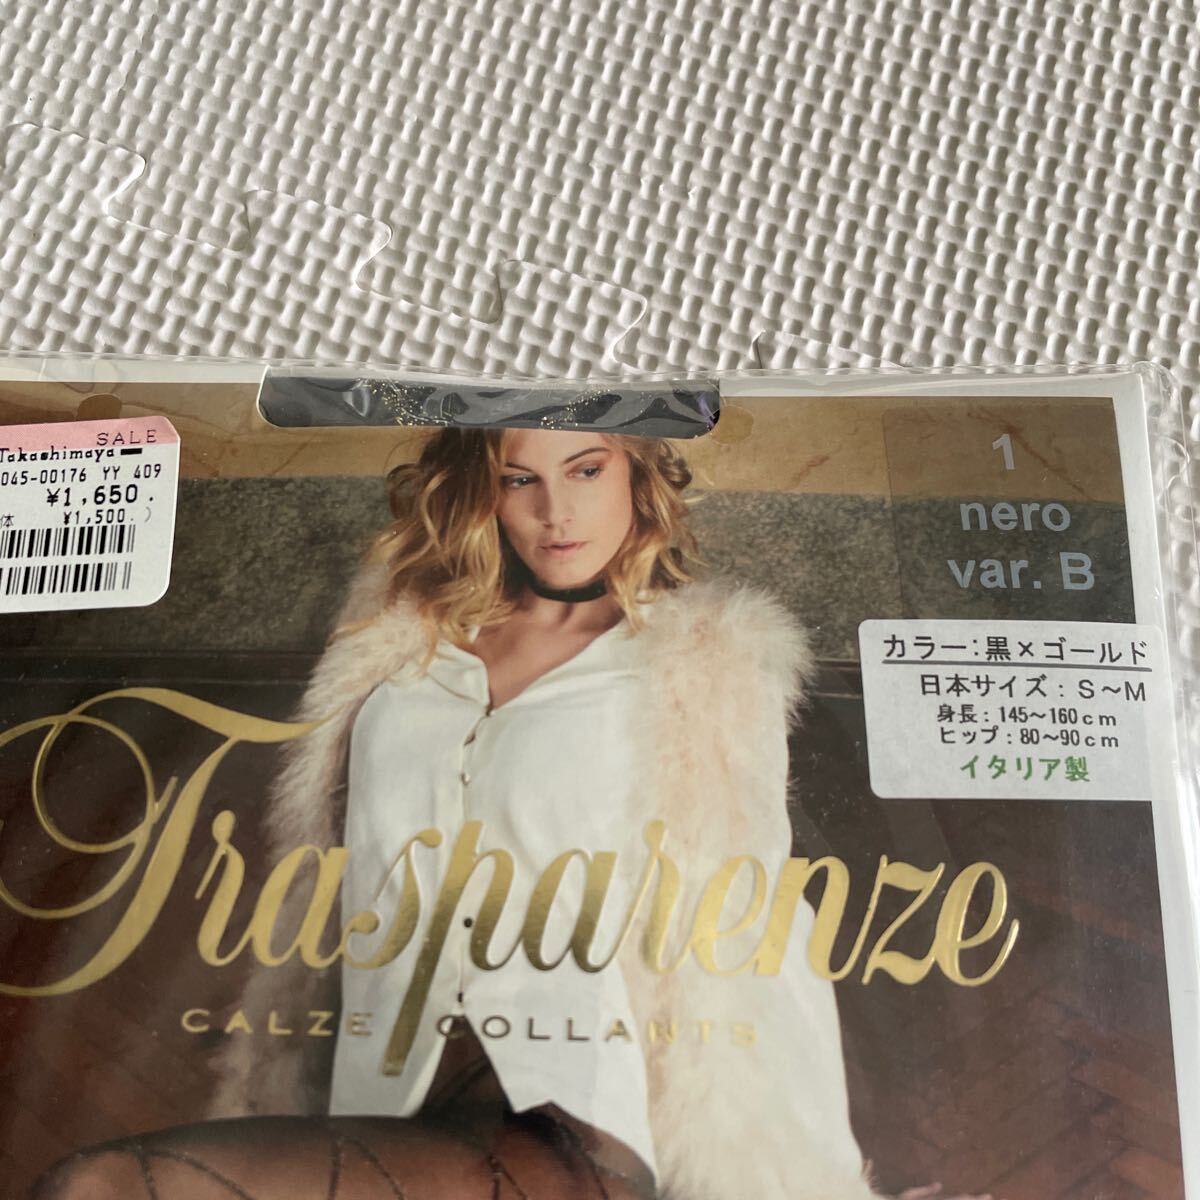 SALE
Takashimaya
045-00176 YY 409
¥1,650.
体 ¥1,500.)
1
nero
var. B
カラー:黒×ゴールド
日本サイズ:S～M
身長:145～160cm
ヒップ:80～90cm
イタリア製
Trasparenze
CALZE COLLANTS